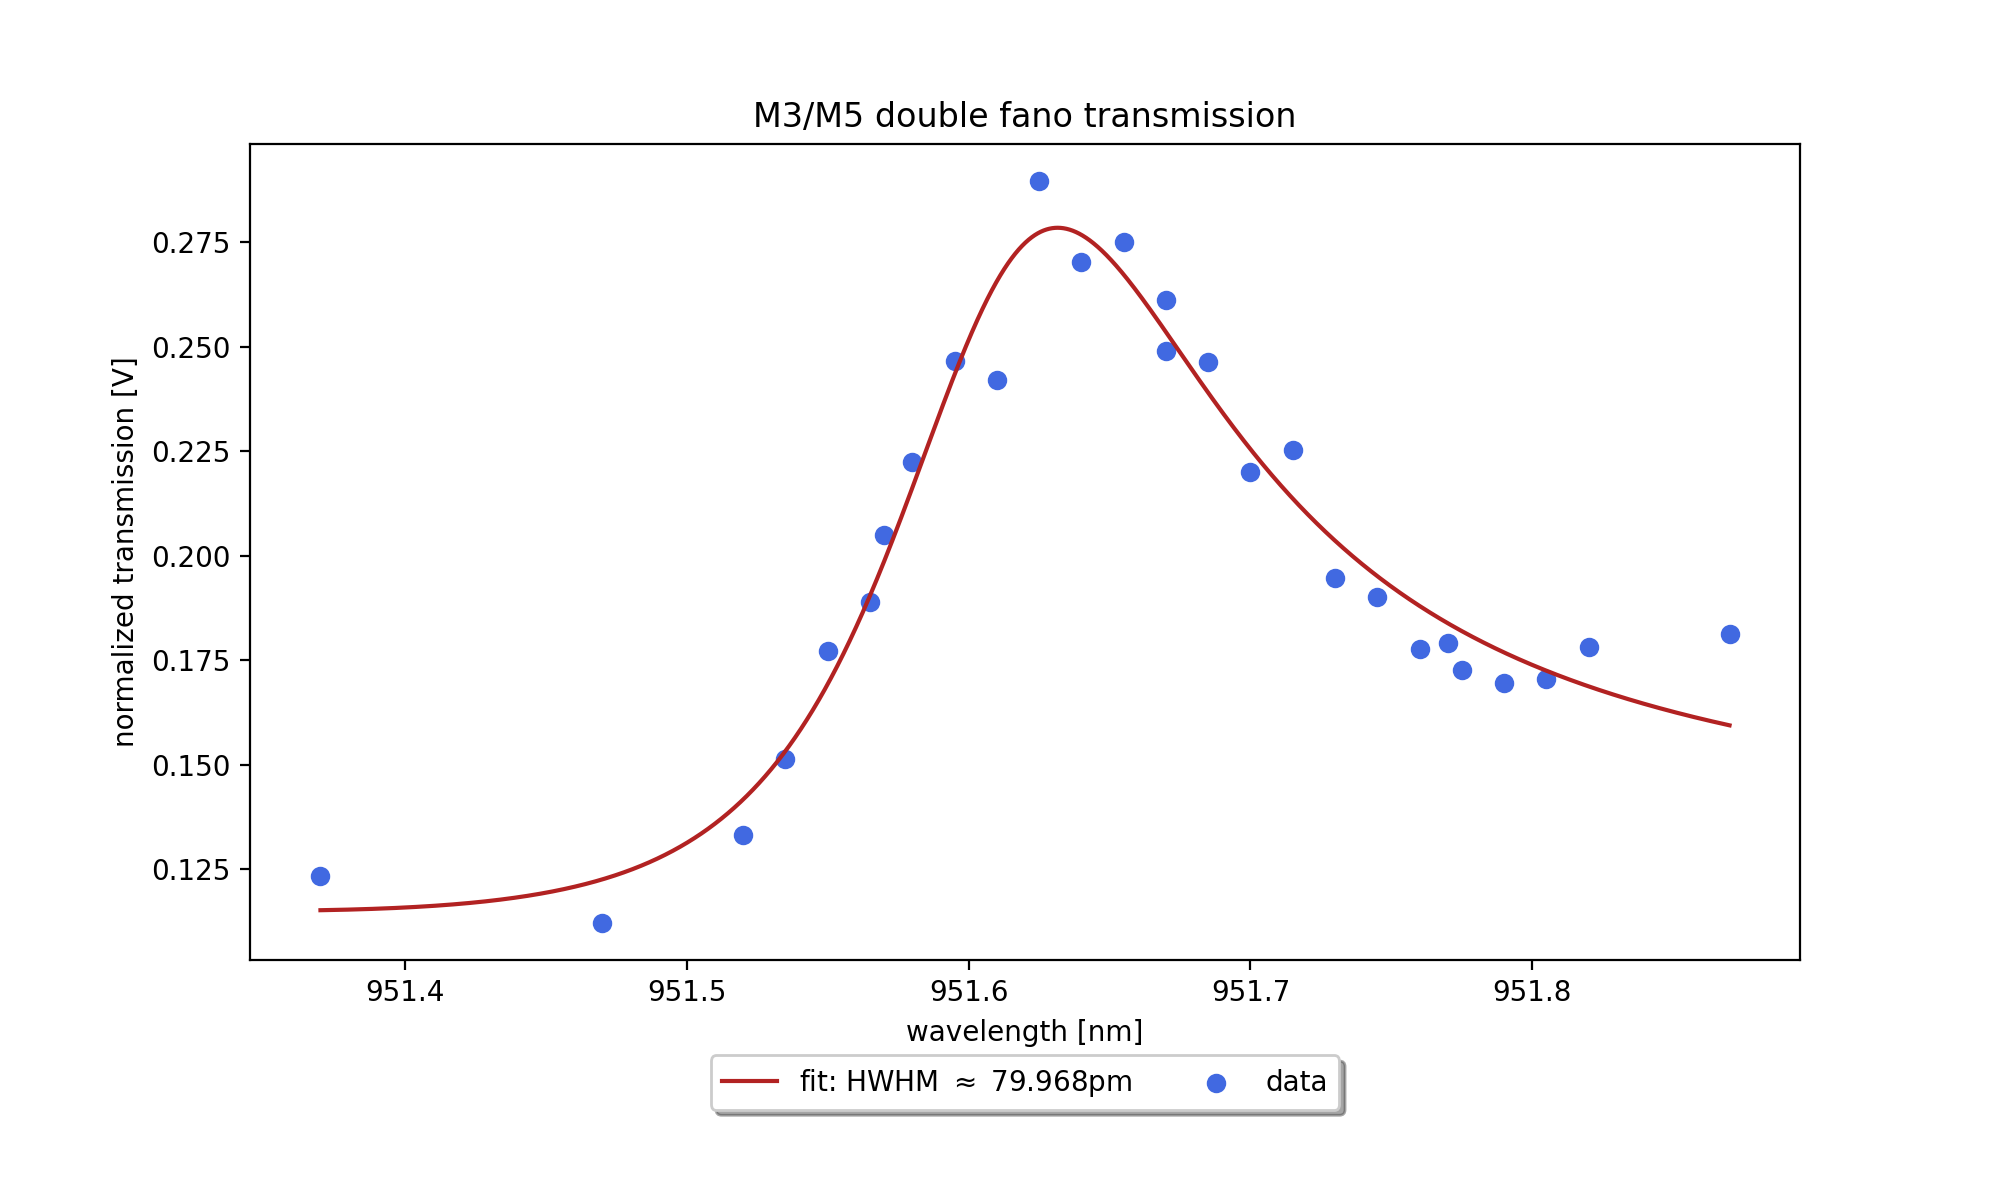 M3/M5 double fano transmission
normalized transmission [V]
0.275
0.250
0.225
0.200
0.175
0.150
0.125
951.4 951.5 951.6 951.7 951.8
wavelength [nm]
fit: HWHM ≈ 79.968pm data